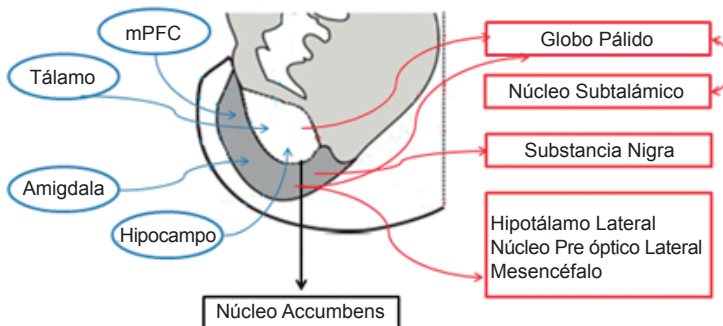 mPFC
Tálamo
Amigdala
Hipocampo
Núcleo Accumbens
Globo Pálido
Núcleo Subtalámico
Substancia Nigra
Hipotálamo Lateral
Núcleo Pre óptico Lateral
Mesencéfalo